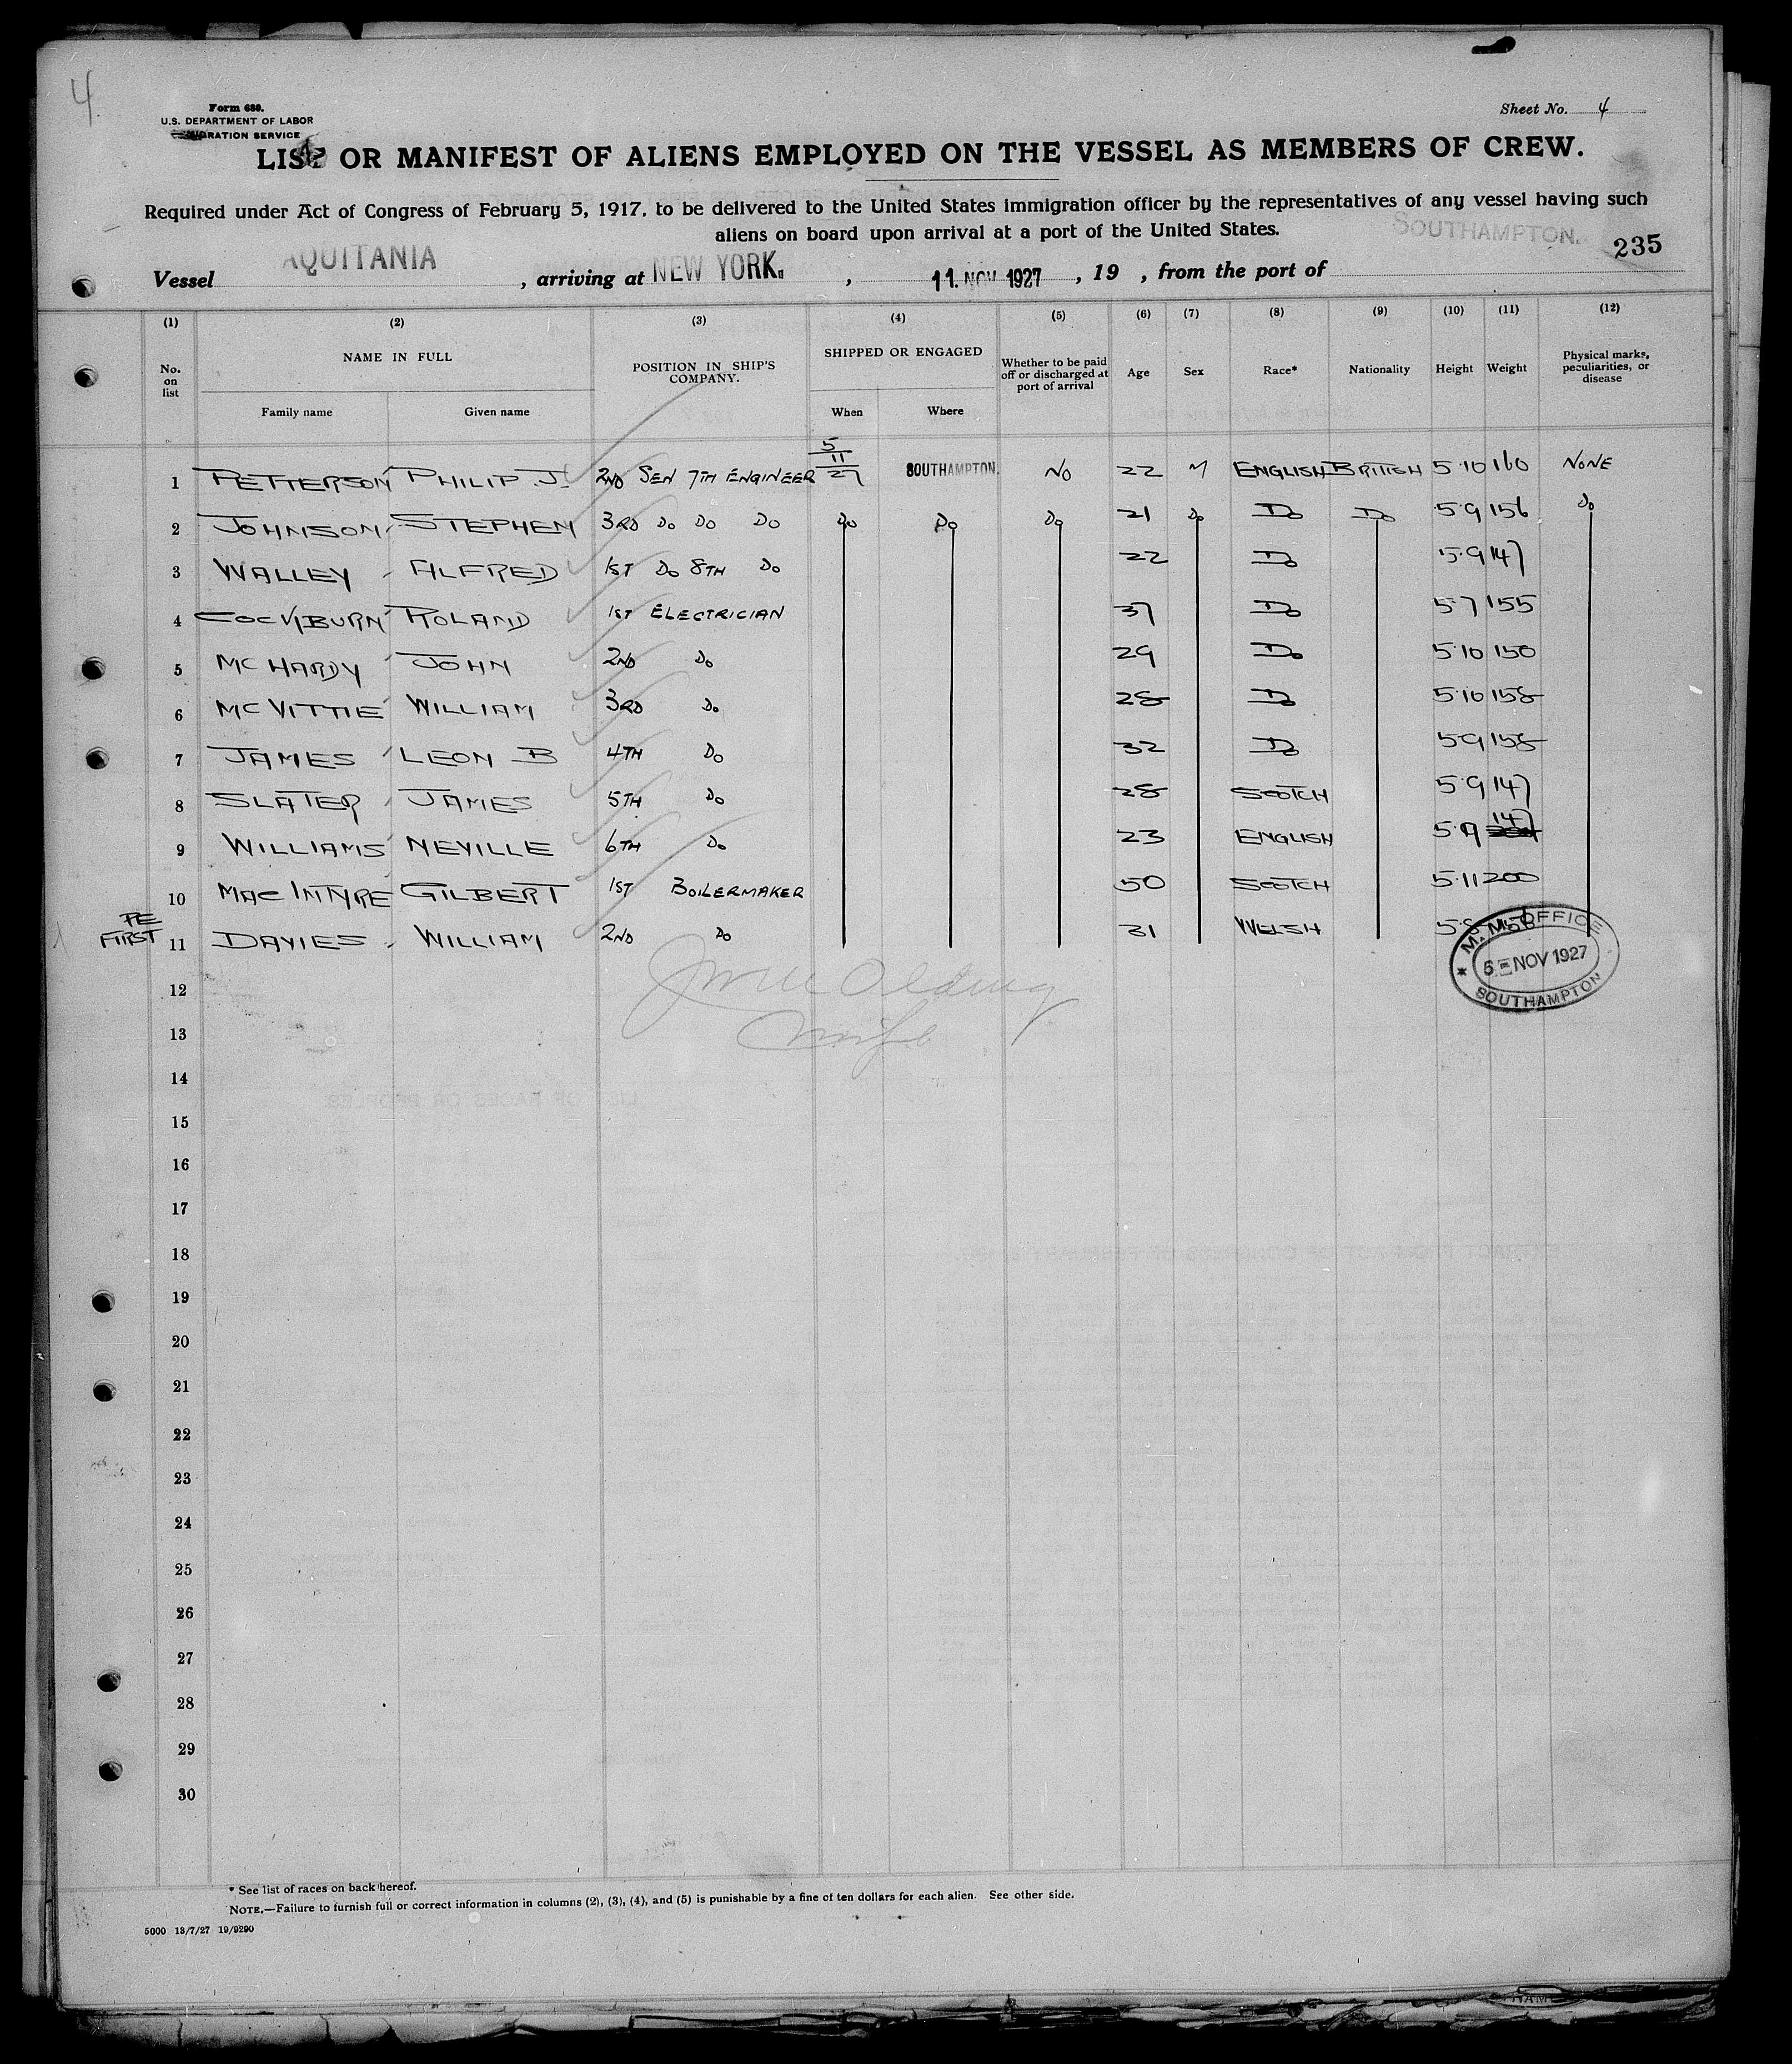 4
Form 689.
U.S. DEPARTMENT OF LABOR
IMMIGRATION SERVICE
Sheet No. 4
LIST OR MANIFEST OF ALIENS EMPLOYED ON THE VESSEL AS MEMBERS OF CREW.
Required under Act of Congress of February 5, 1917, to be delivered to the United States immigration officer by the representatives of any vessel having such
aliens on board upon arrival at a port of the United States.
SOUTHAMPTON. 235
Vessel AQUITANIA , arriving at NEW YORK. , 11. NOV 1927 , 19 , from the port of
(1) (2) (3) (4) (5) (6) (7) (8) (9) (10) (11) (12)
No. on list NAME IN FULL Family name Given name POSITION IN SHIP'S COMPANY. SHIPPED OR ENGAGED When Where Whether to be paid off or discharged at port of arrival Age Sex Race* Nationality Height Weight Physical marks, peculiarities, or disease
1 PETTERSON PHILIP. J. 2ND SEN 7TH ENGINEER 5/11/27 SOUTHAMPTON. NO 22 M ENGLISH BRITISH 5.10 160 NONE
2 JOHNSON STEPHEN 3RD DO DO DO DO DO DO 21 DO DO DO 5.9 156 DO
3 WALLEY ALFRED 1ST DO 8TH DO 22 DO 5.9 147
4 COCKBURN ROLAND 1ST ELECTRICIAN 37 DO 5.7 155
5 MCHARDY JOHN 2ND DO 29 DO 5.10 150
6 MCVITTIE WILLIAM 3RD DO 28 DO 5.10 158
7 JAMES LEON B 4TH DO 32 DO 5.9 158
8 SLATER JAMES 5TH DO 28 SCOTCH 5.9 147
9 WILLIAMS NEVILLE 6TH DO 23 ENGLISH 5.9 147
10 MACINTYRE GILBERT 1ST BOILERMAKER 50 SCOTCH 5.11 200
FIRST 11 DAVIES WILLIAM 2ND DO 31 WELSH 5.8
M.M. OFFICE
5 - NOV 1927
SOUTHAMPTON
12
13
14
15
16
17
18
19
20
21
22
23
24
25
26
27
28
29
30
* See list of races on back hereof.
NOTE.—Failure to furnish full or correct information in columns (2), (3), (4), and (5) is punishable by a fine of ten dollars for each alien. See other side.
5000 13/7/27 19/9290